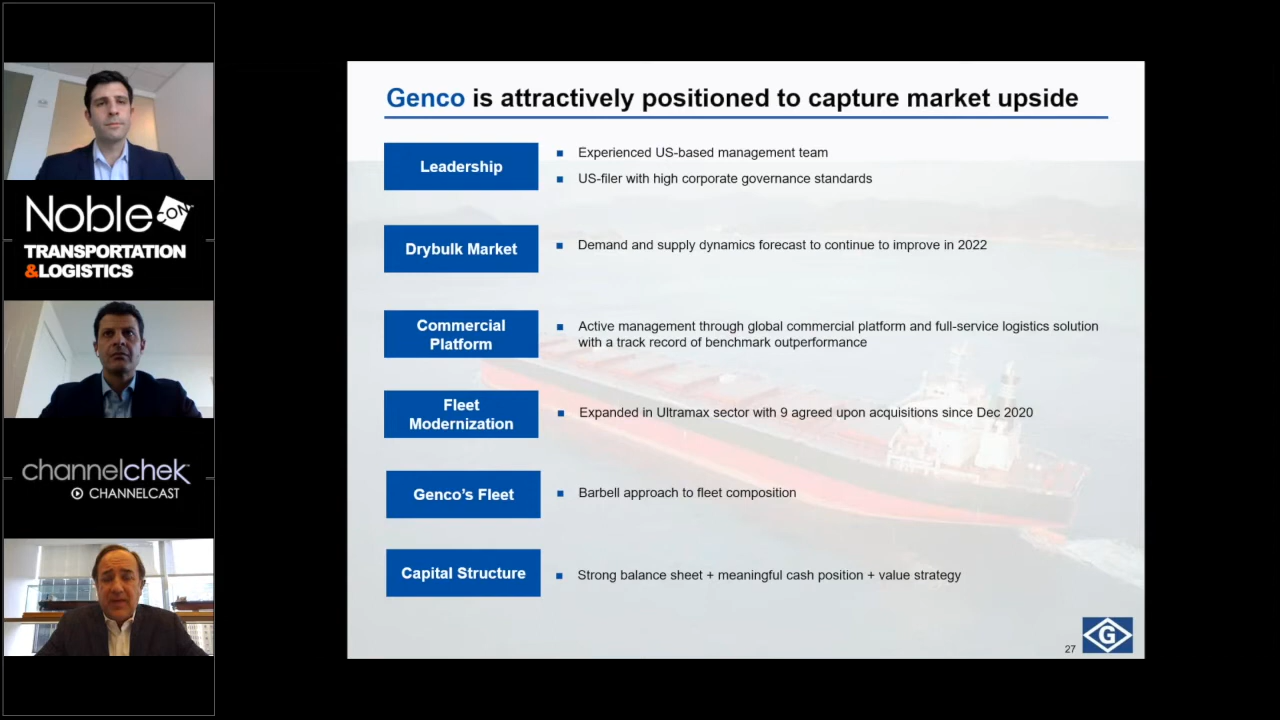 Noble
CON
TRANSPORTATION
&LOGISTICS
channelchek
CHANNELCAST
Genco is attractively positioned to capture market upside
Leadership
Experienced US-based management team
US-filer with high corporate governance standards
Drybulk Market
Demand and supply dynamics forecast to continue to improve in 2022
Commercial
Platform
Active management through global commercial platform and full-service logistics solution
with a track record of benchmark outperformance
Fleet
Modernization
Expanded in Ultramax sector with 9 agreed upon acquisitions since Dec 2020
Genco’s Fleet
Barbell approach to fleet composition
Capital Structure
Strong balance sheet + meaningful cash position + value strategy
27
G